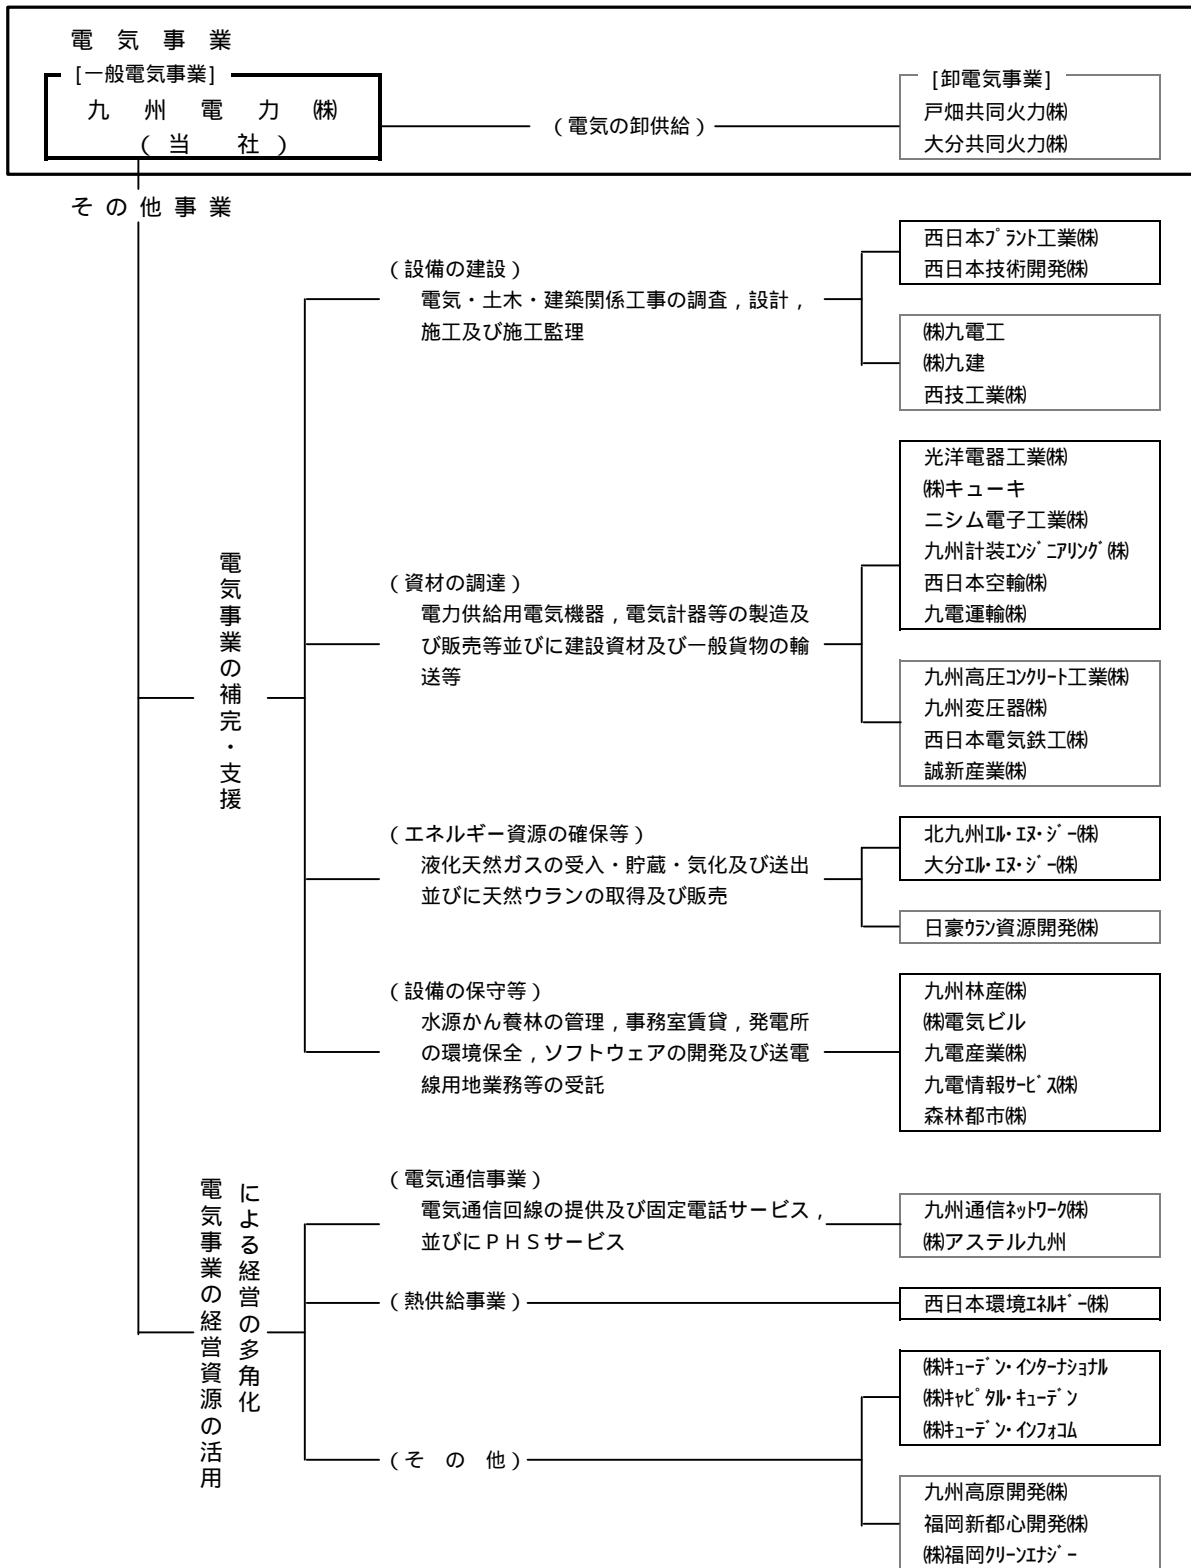 電気事業
[一般電気事業]
九州電力㈱
(当社)
(電気の卸供給)
[卸電気事業]
戸畑共同火力㈱
大分共同火力㈱
その他事業
電気事業の補完・支援
(設備の建設)
電気・土木・建築関係工事の調査,設計,
施工及び施工監理
西日本ﾌﾟﾗﾝﾄ工業㈱
西日本技術開発㈱
㈱九電工
㈱九建
西技工業㈱
(資材の調達)
電力供給用電気機器,電気計器等の製造及
び販売等並びに建設資材及び一般貨物の輸
送等
光洋電器工業㈱
㈱キューキ
ニシム電子工業㈱
九州計装ｴﾝｼﾞﾆｱﾘﾝｸﾞ㈱
西日本空輸㈱
九電運輸㈱
九州高圧ｺﾝｸﾘｰﾄ工業㈱
九州変圧器㈱
西日本電気鉄工㈱
誠新産業㈱
(エネルギー資源の確保等)
液化天然ガスの受入・貯蔵・気化及び送出
並びに天然ウランの取得及び販売
北九州ｴﾙ･ｴﾇ･ｼﾞｰ㈱
大分ｴﾙ･ｴﾇ･ｼﾞｰ㈱
日豪ｳﾗﾝ資源開発㈱
(設備の保守等)
水源かん養林の管理,事務室賃貸,発電所
の環境保全,ソフトウェアの開発及び送電
線用地業務等の受託
九州林産㈱
㈱電気ビル
九電産業㈱
九電情報ｻｰﾋﾞｽ㈱
森林都市㈱
電気事業の経営資源の活用
による経営の多角化
(電気通信事業)
電気通信回線の提供及び固定電話サービス,
並びにPHSサービス
九州通信ﾈｯﾄﾜｰｸ㈱
㈱アステル九州
(熱供給事業)
西日本環境ｴﾈﾙｷﾞｰ㈱
(その他)
㈱ｷｭｰﾃﾞﾝ･ｲﾝﾀｰﾅｼｮﾅﾙ
㈱ｷｬﾋﾟﾀﾙ･ｷｭｰﾃﾞﾝ
㈱ｷｭｰﾃﾞﾝ･ｲﾝﾌｫｺﾑ
九州高原開発㈱
福岡新都心開発㈱
㈱福岡ｸﾘｰﾝｴﾅｼﾞｰ